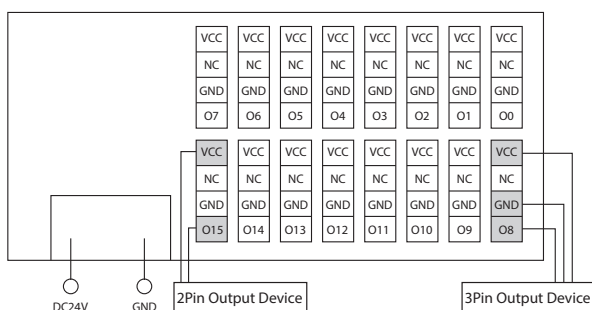 VCC VCC VCC VCC VCC VCC VCC VCC
NC NC NC NC NC NC NC NC
GND GND GND GND GND GND GND GND
O7 O6 O5 O4 O3 O2 O1 O0
VCC VCC VCC VCC VCC VCC VCC VCC
NC NC NC NC NC NC NC NC
GND GND GND GND GND GND GND GND
O15 O14 O13 O12 O11 O10 O9 O8
DC24V GND 2Pin Output Device 3Pin Output Device